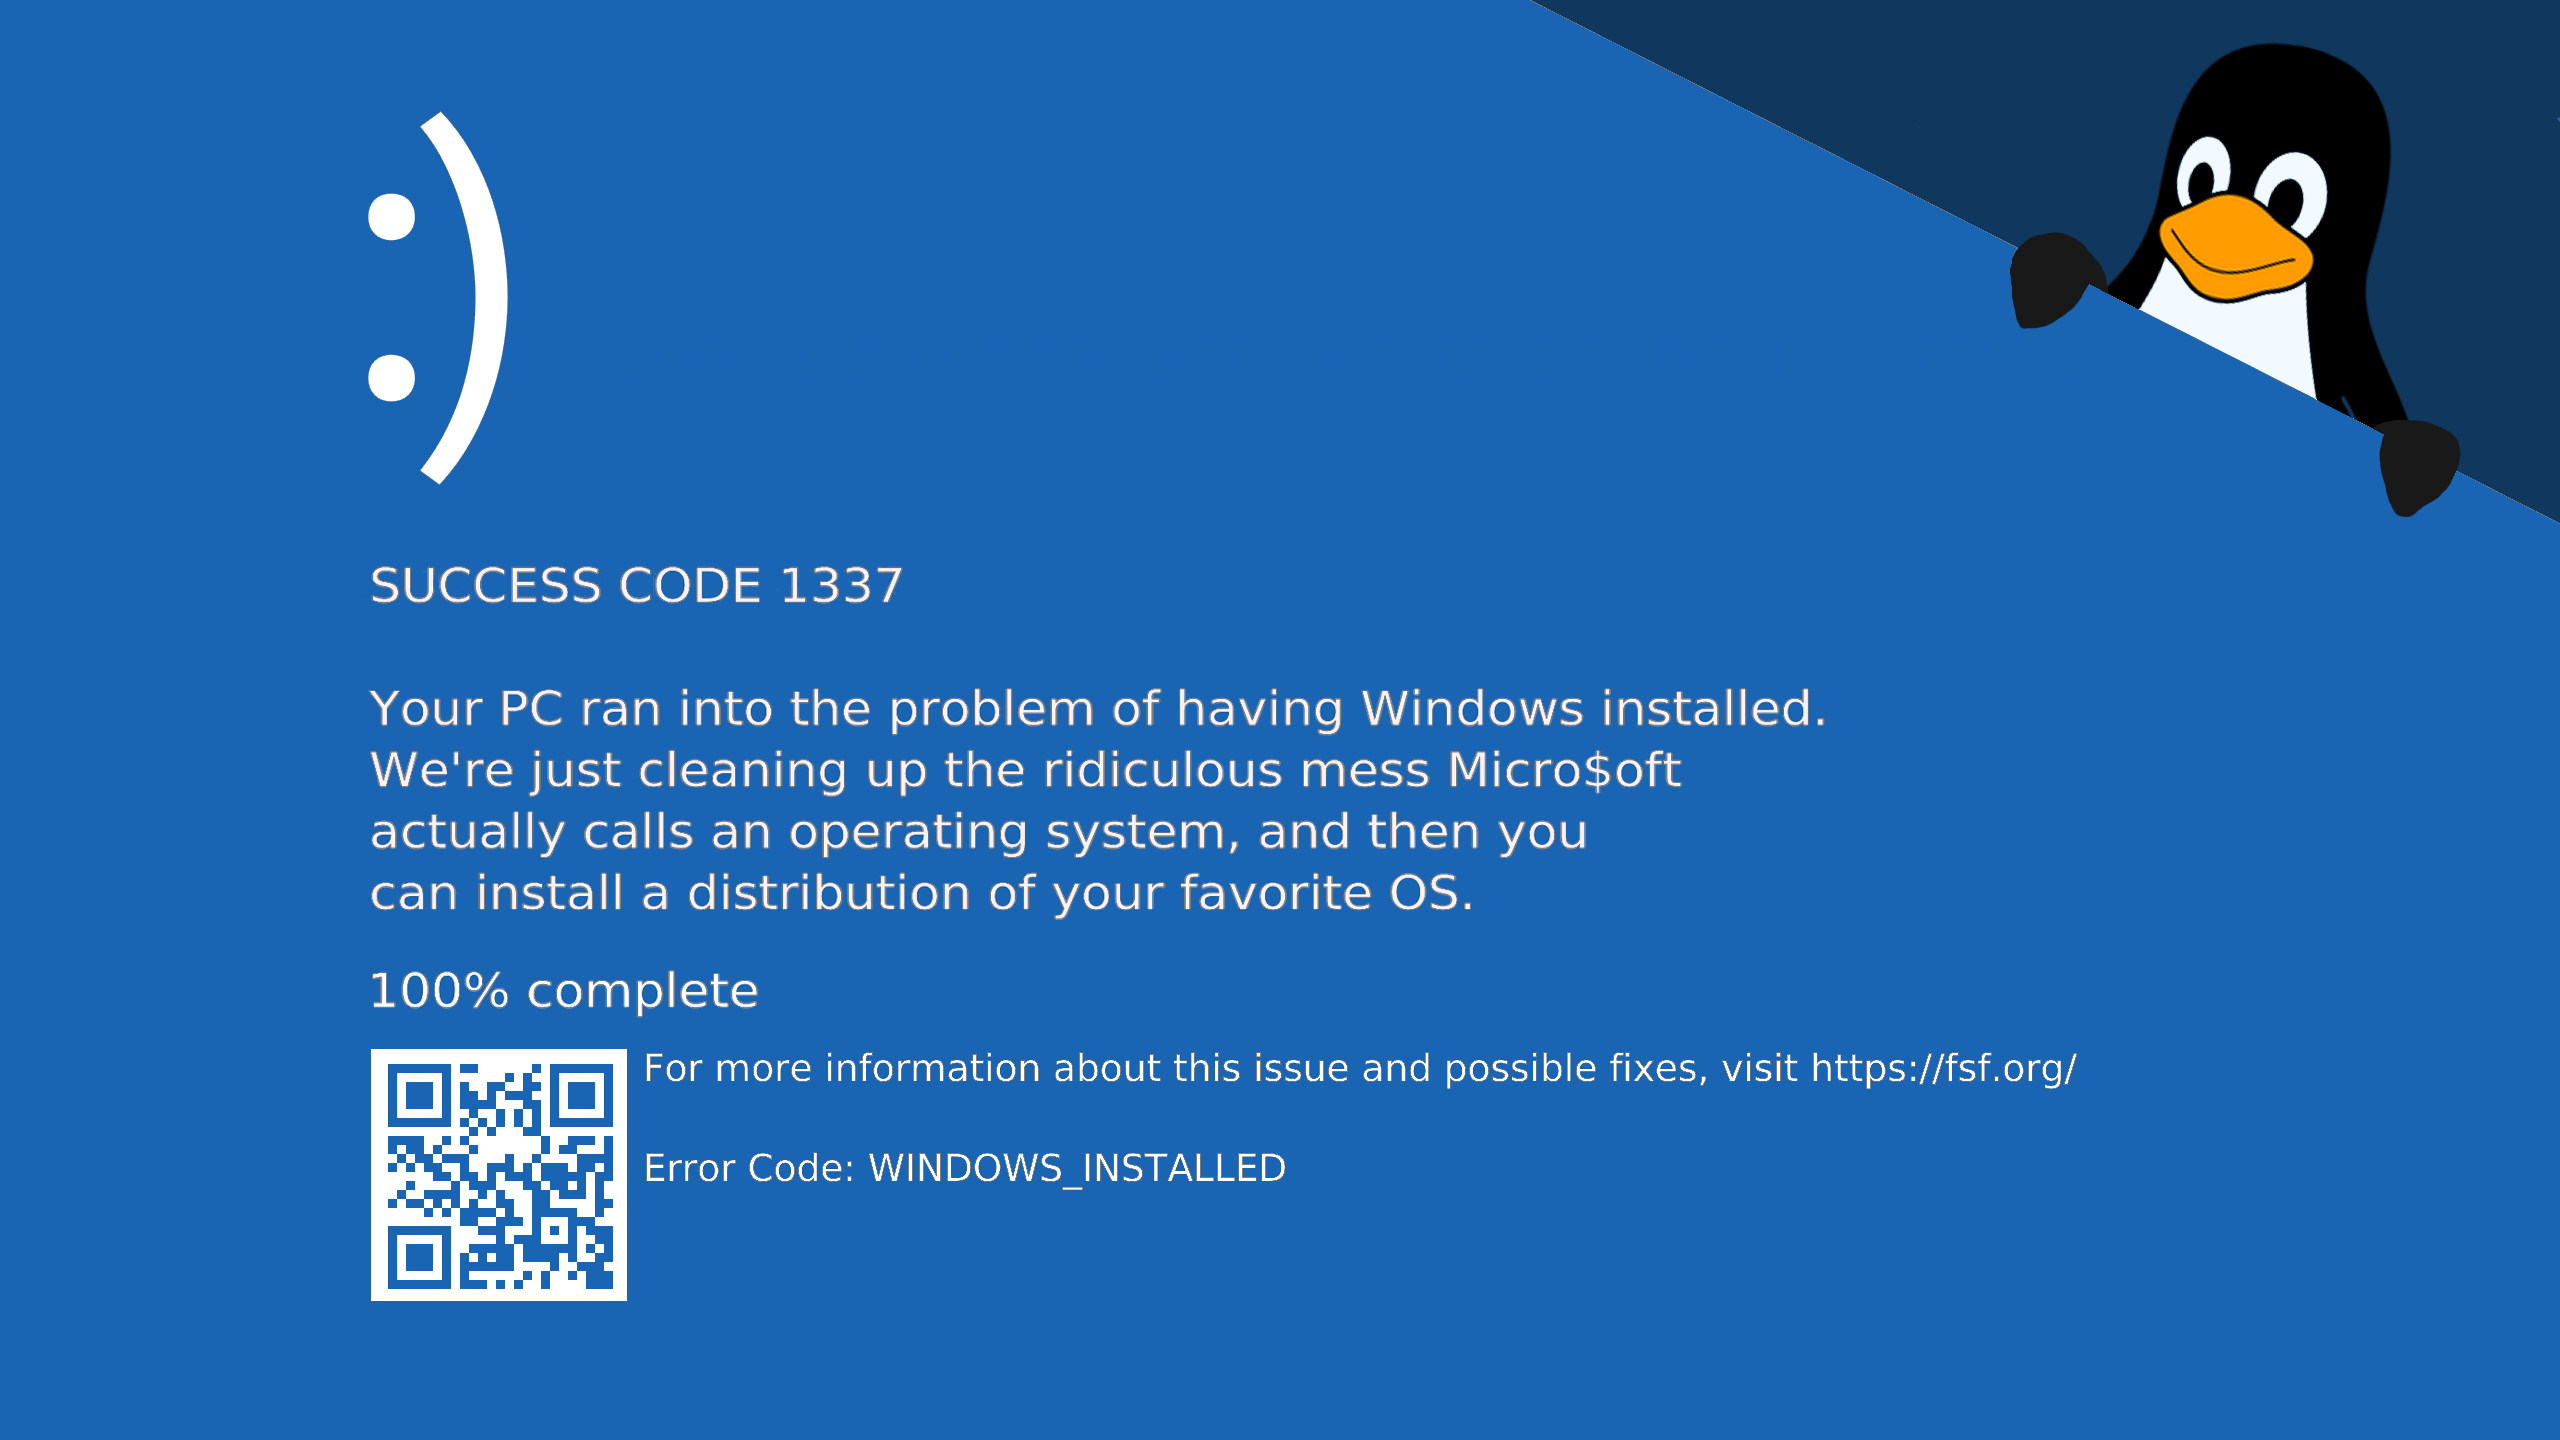 :)
SUCCESS CODE 1337
Your PC ran into the problem of having Windows installed.
We're just cleaning up the ridiculous mess Micro$oft
actually calls an operating system, and then you
can install a distribution of your favorite OS.
100% complete
For more information about this issue and possible fixes, visit https://fsf.org/
Error Code: WINDOWS_INSTALLED